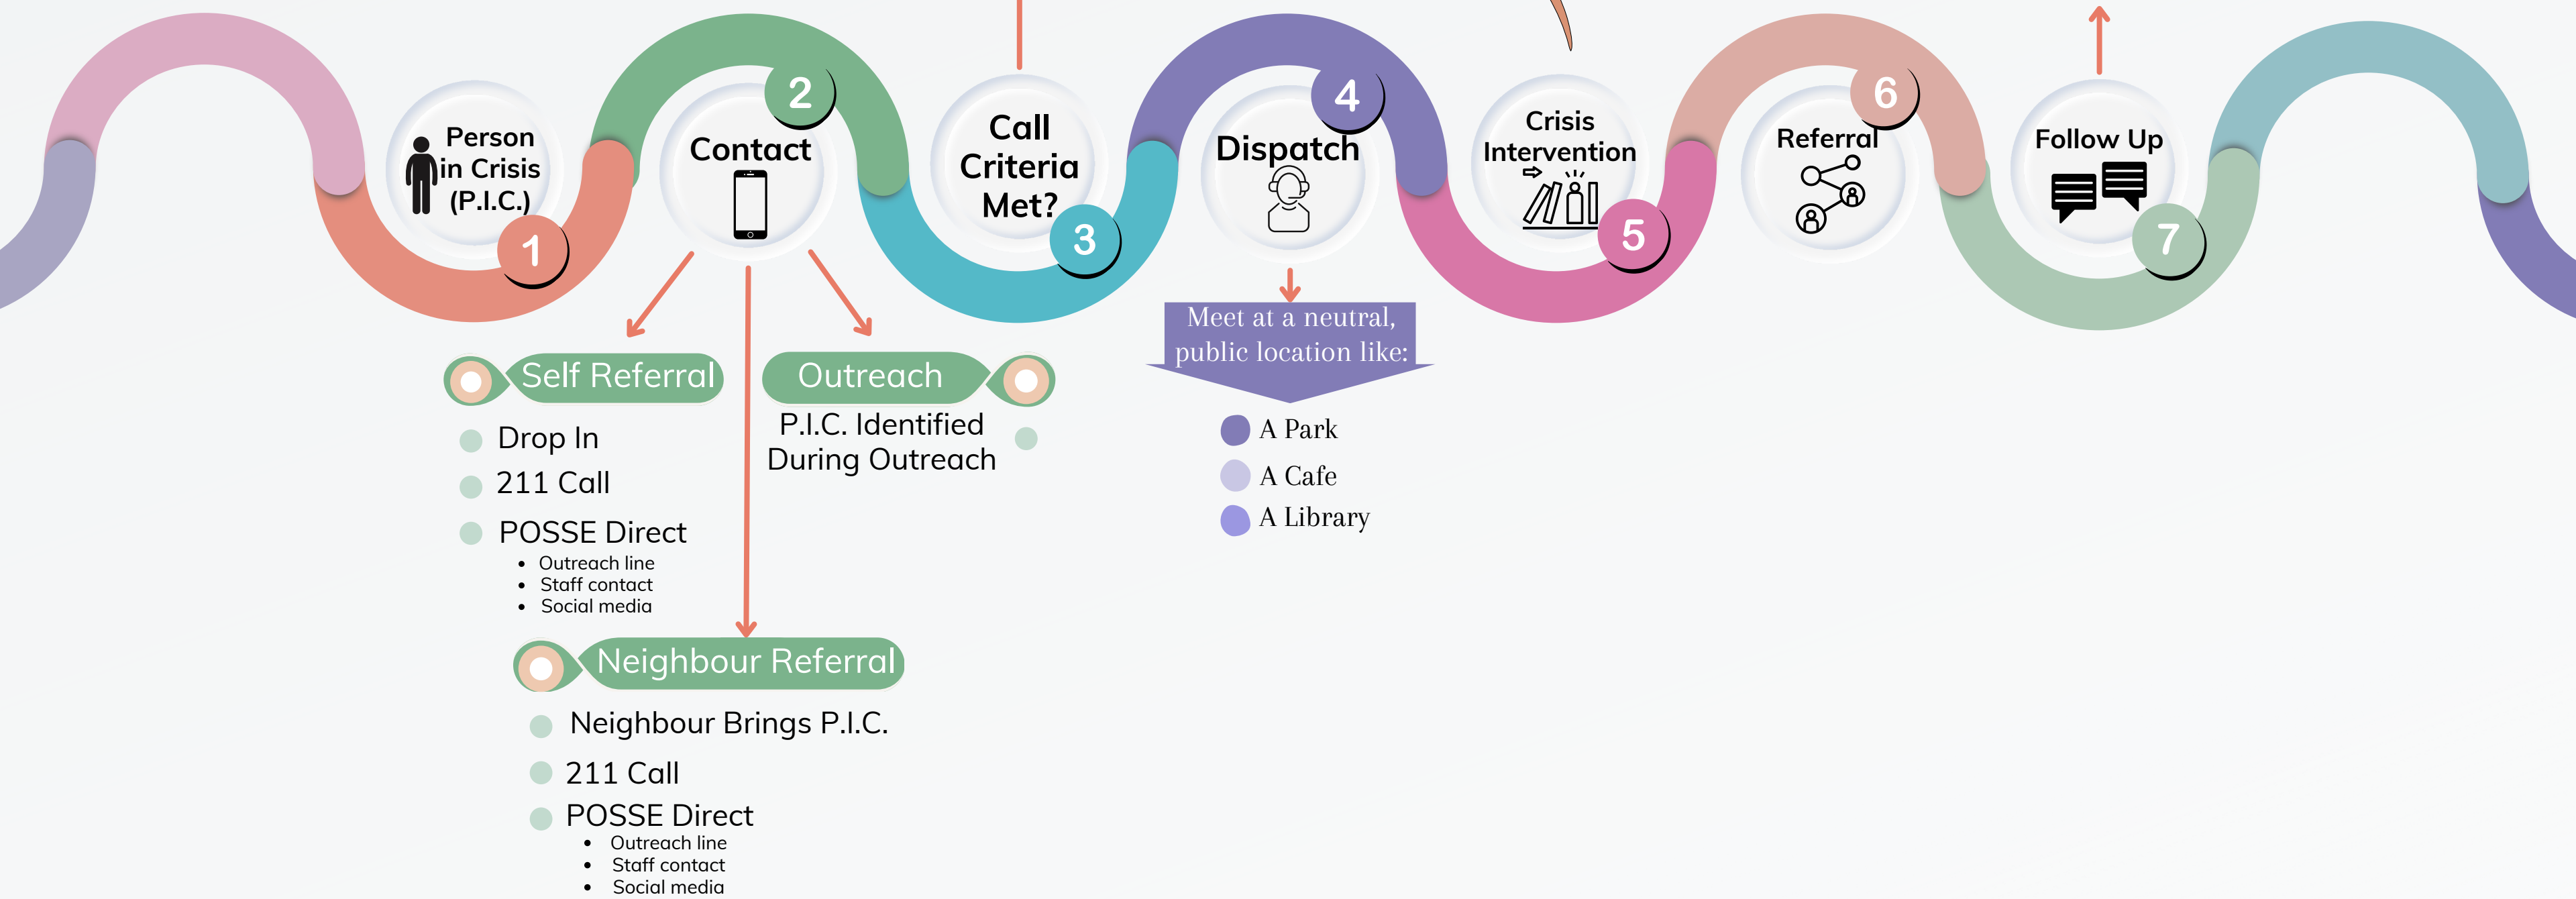 Person
in Crisis
(P.I.C.)
1
Contact
2
Call
Criteria
Met?
3
Dispatch
4
Crisis
Intervention
5
Referral
6
Follow Up
7
Self Referral
Drop In
211 Call
POSSE Direct
Outreach line
Staff contact
Social media
Outreach
P.I.C. Identified
During Outreach
Neighbour Referral
Neighbour Brings P.I.C.
211 Call
POSSE Direct
Outreach line
Staff contact
Social media
Meet at a neutral,
public location like:
A Park
A Cafe
A Library